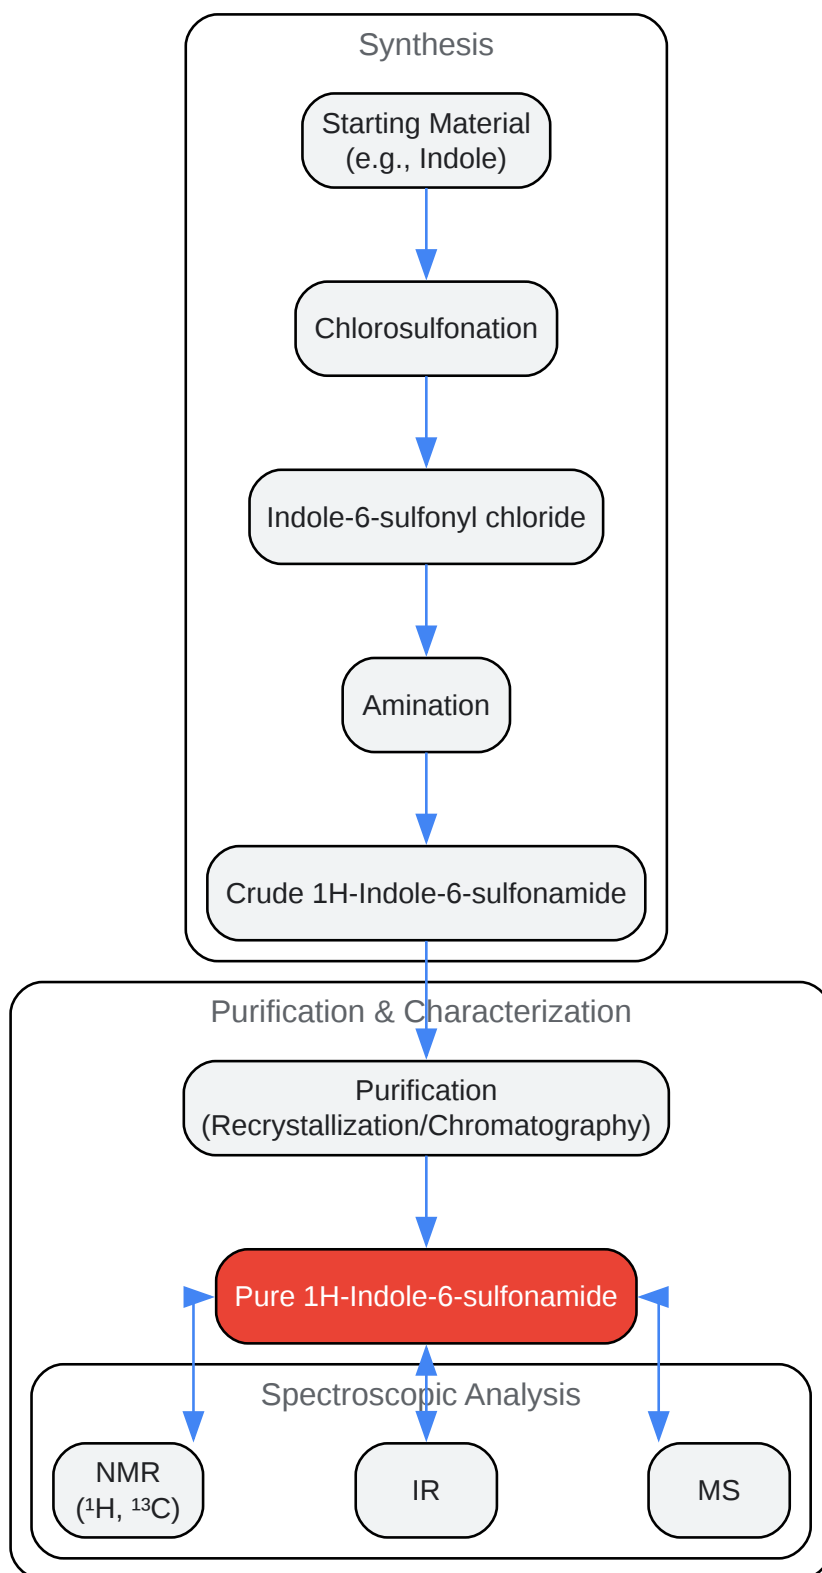 Synthesis
Starting Material
(e.g., Indole)
Chlorosulfonation
Indole-6-sulfonyl chloride
Amination
Crude 1H-Indole-6-sulfonamide
Purification & Characterization
Purification
(Recrystallization/Chromatography)
Pure 1H-Indole-6-sulfonamide
Spectroscopic Analysis
NMR
(¹H, ¹³C)
IR
MS